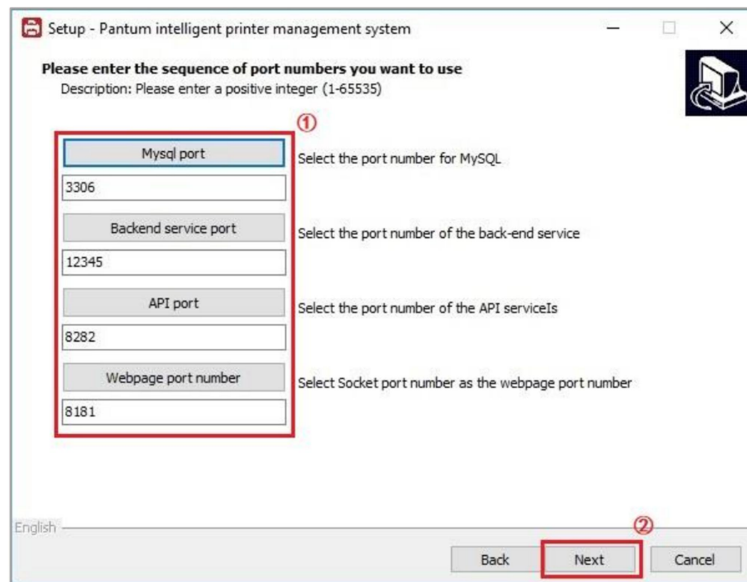 Setup - Pantum intelligent printer management system
Please enter the sequence of port numbers you want to use
Description: Please enter a positive integer (1-65535)
①
Mysql port
Select the port number for MySQL
3306
Backend service port
Select the port number of the back-end service
12345
API port
Select the port number of the API serviceIs
8282
Webpage port number
Select Socket port number as the webpage port number
8181
English
②
Back Next Cancel